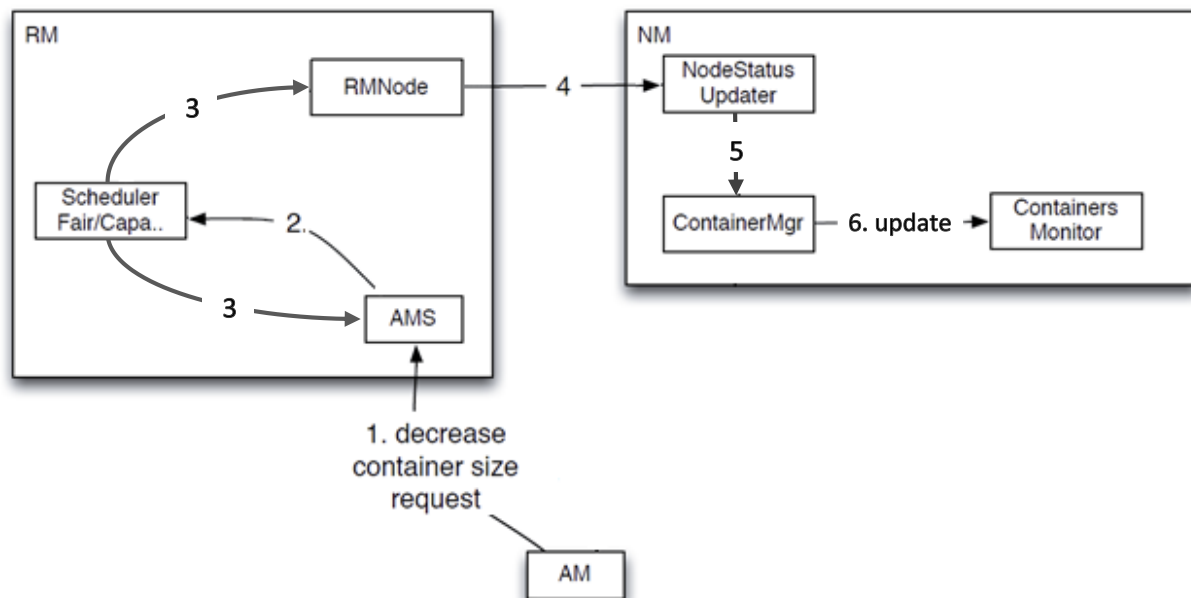 RM
RMNode
3
Scheduler
Fair/Capa..
2.
3
AMS
4
NM
NodeStatus
Updater
5
ContainerMgr
6. update
Containers
Monitor
1. decrease
container size
request
AM